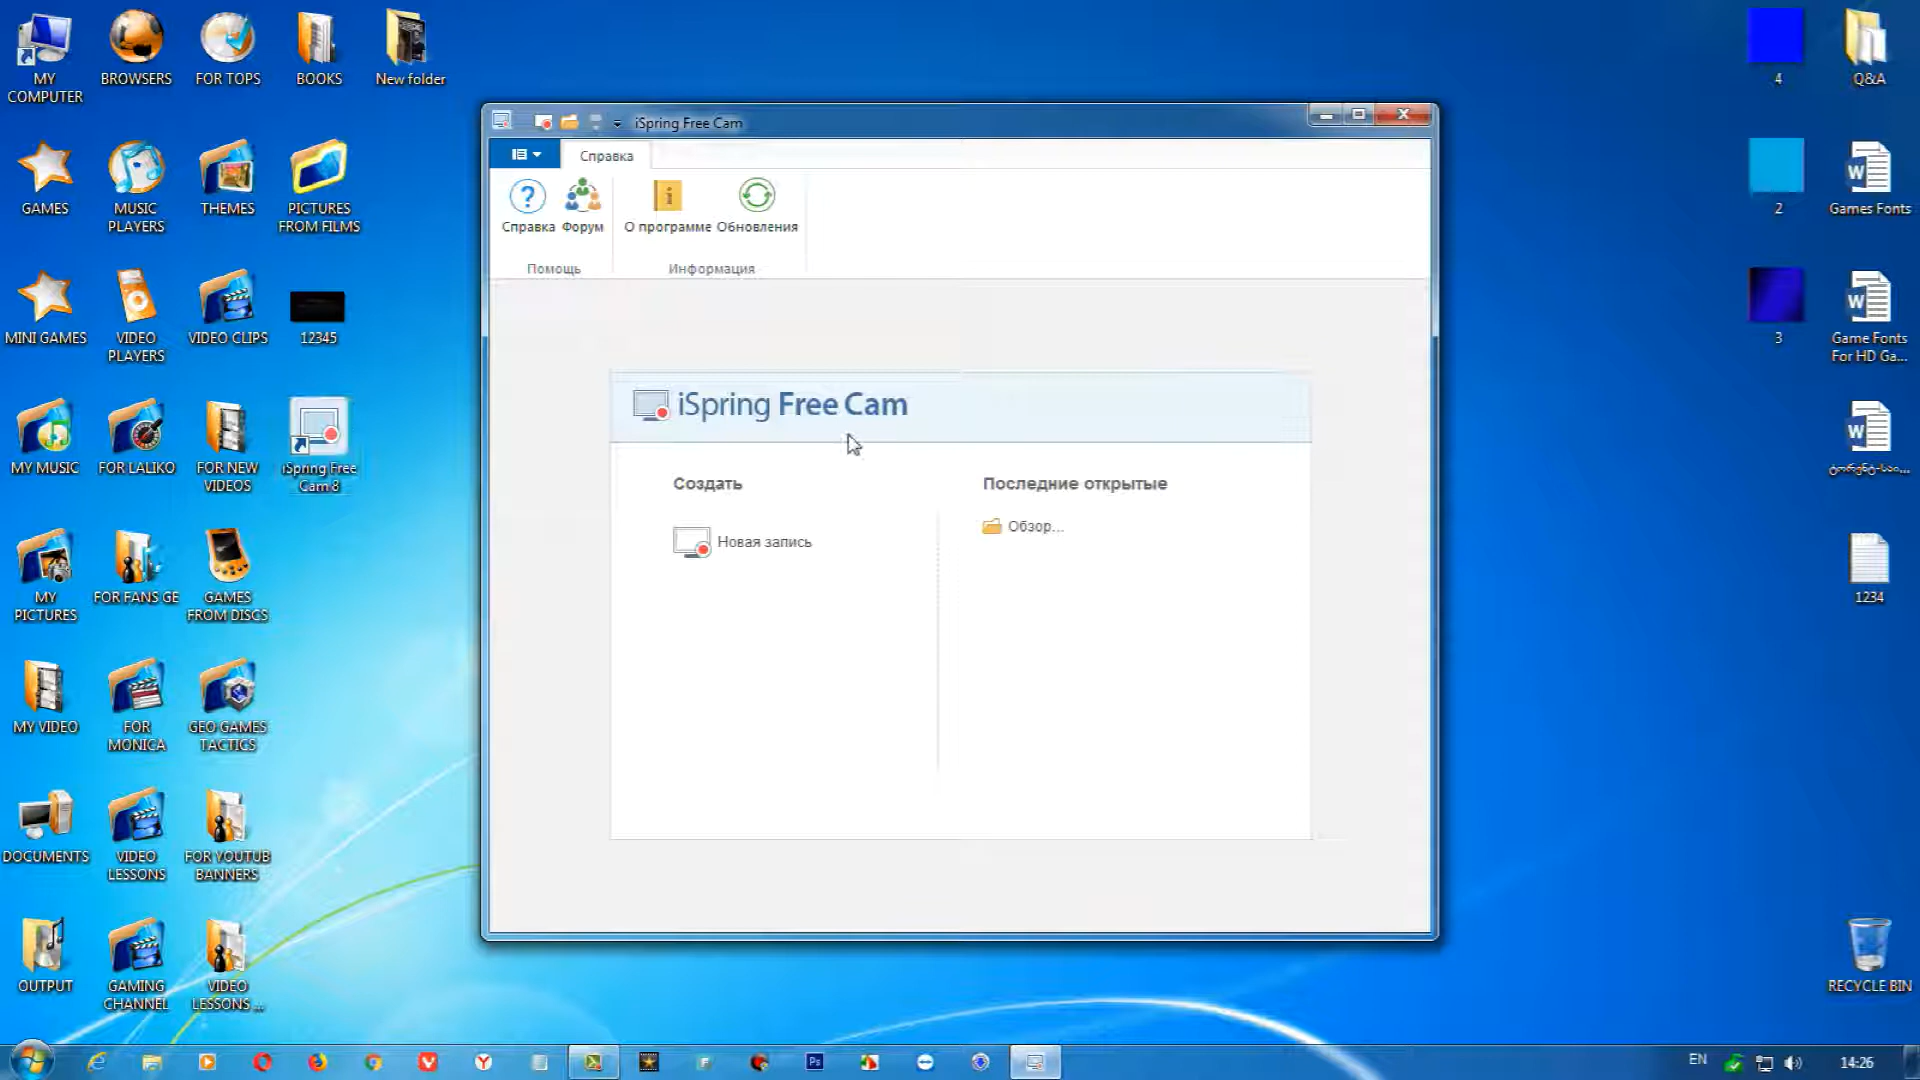 MY
COMPUTER
BROWSERS
FOR TOPS
BOOKS
New folder
4
Q&A
GAMES
MUSIC
PLAYERS
THEMES
PICTURES
FROM FILMS
2
Games Fonts
MINI GAMES
VIDEO
PLAYERS
VIDEO CLIPS
12345
3
Game Fonts
For HD Ga...
MY MUSIC
FOR LALIKO
FOR NEW
VIDEOS
iSpring Free
Cam 8
ტორენტ-საი...
MY
PICTURES
FOR FANS GE
GAMES
FROM DISCS
1234
MY VIDEO
FOR
MONICA
GEO GAMES
TACTICS
DOCUMENTS
VIDEO
LESSONS
FOR YOUTUB
BANNERS
OUTPUT
GAMING
CHANNEL
VIDEO
LESSONS ...
RECYCLE BIN
iSpring Free Cam
Справка
Справка
Форум
О программе
Обновления
Помощь
Информация
iSpring Free Cam
Создать
Последние открытые
Новая запись
Обзор...
Ps
EN
14:26